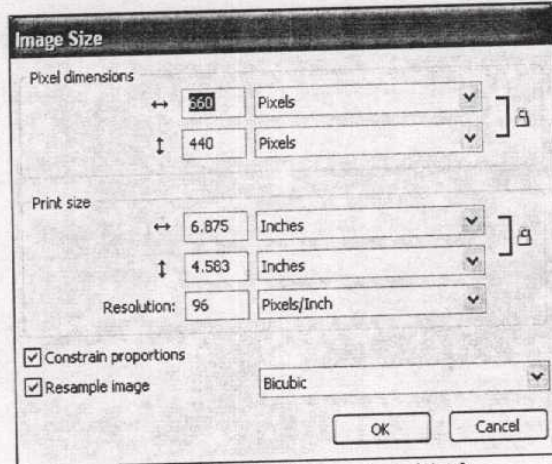 Image Size
Pixel dimensions
↔ 660 Pixels
↕ 440 Pixels
Print size
↔ 6.875 Inches
↕ 4.583 Inches
Resolution: 96 Pixels/Inch
Constrain proportions
Resample image Bicubic
OK Cancel